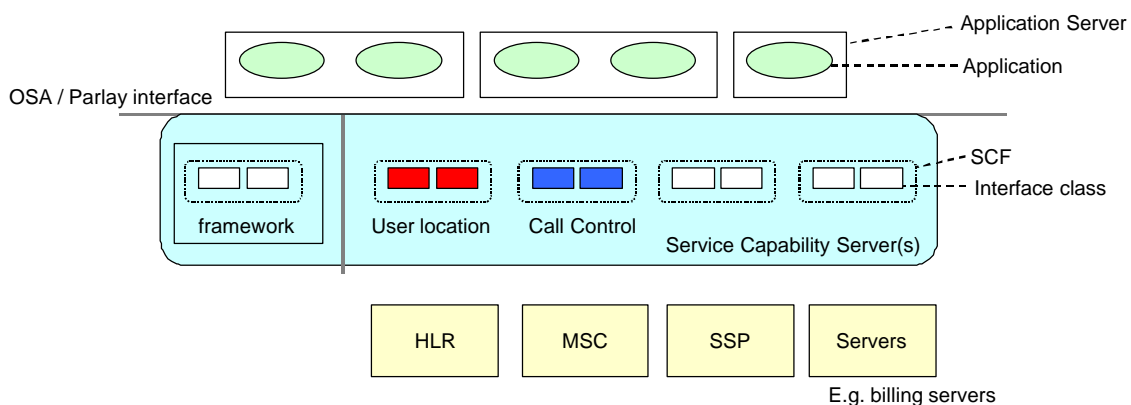 Application Server
Application
OSA / Parlay interface
SCF
Interface class
framework
User location
Call Control
Service Capability Server(s)
HLR
MSC
SSP
Servers
E.g. billing servers